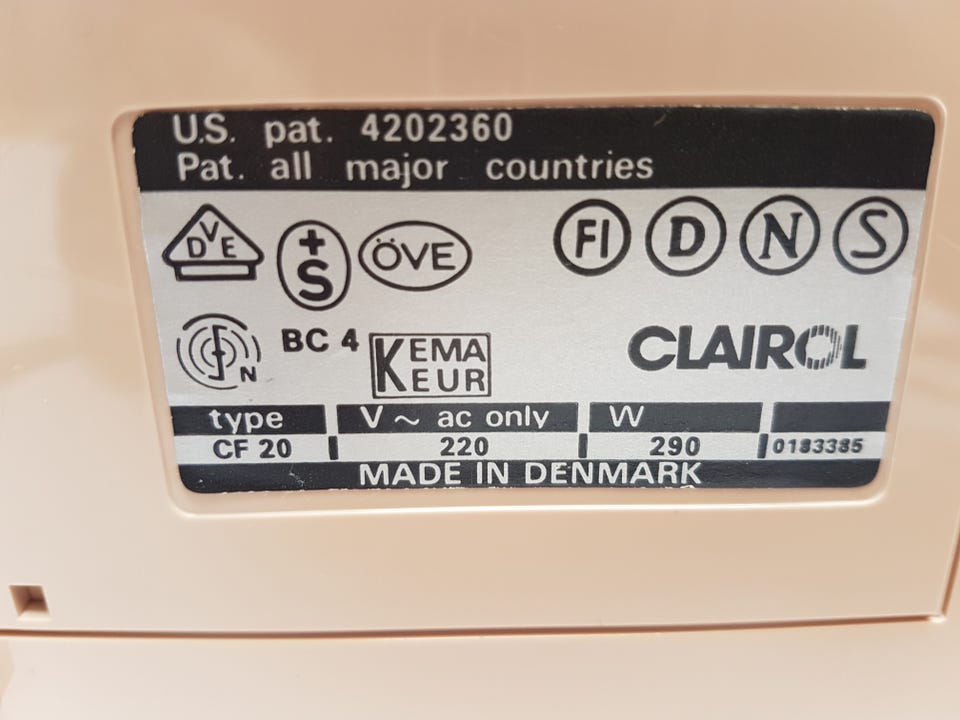 U.S. pat. 4202360
Pat. all major countries
DVE +S ÖVE FI D N S
N BC 4 KEMA KEUR CLAIROL
type V ~ ac only W
CF 20 220 290 0183385
MADE IN DENMARK